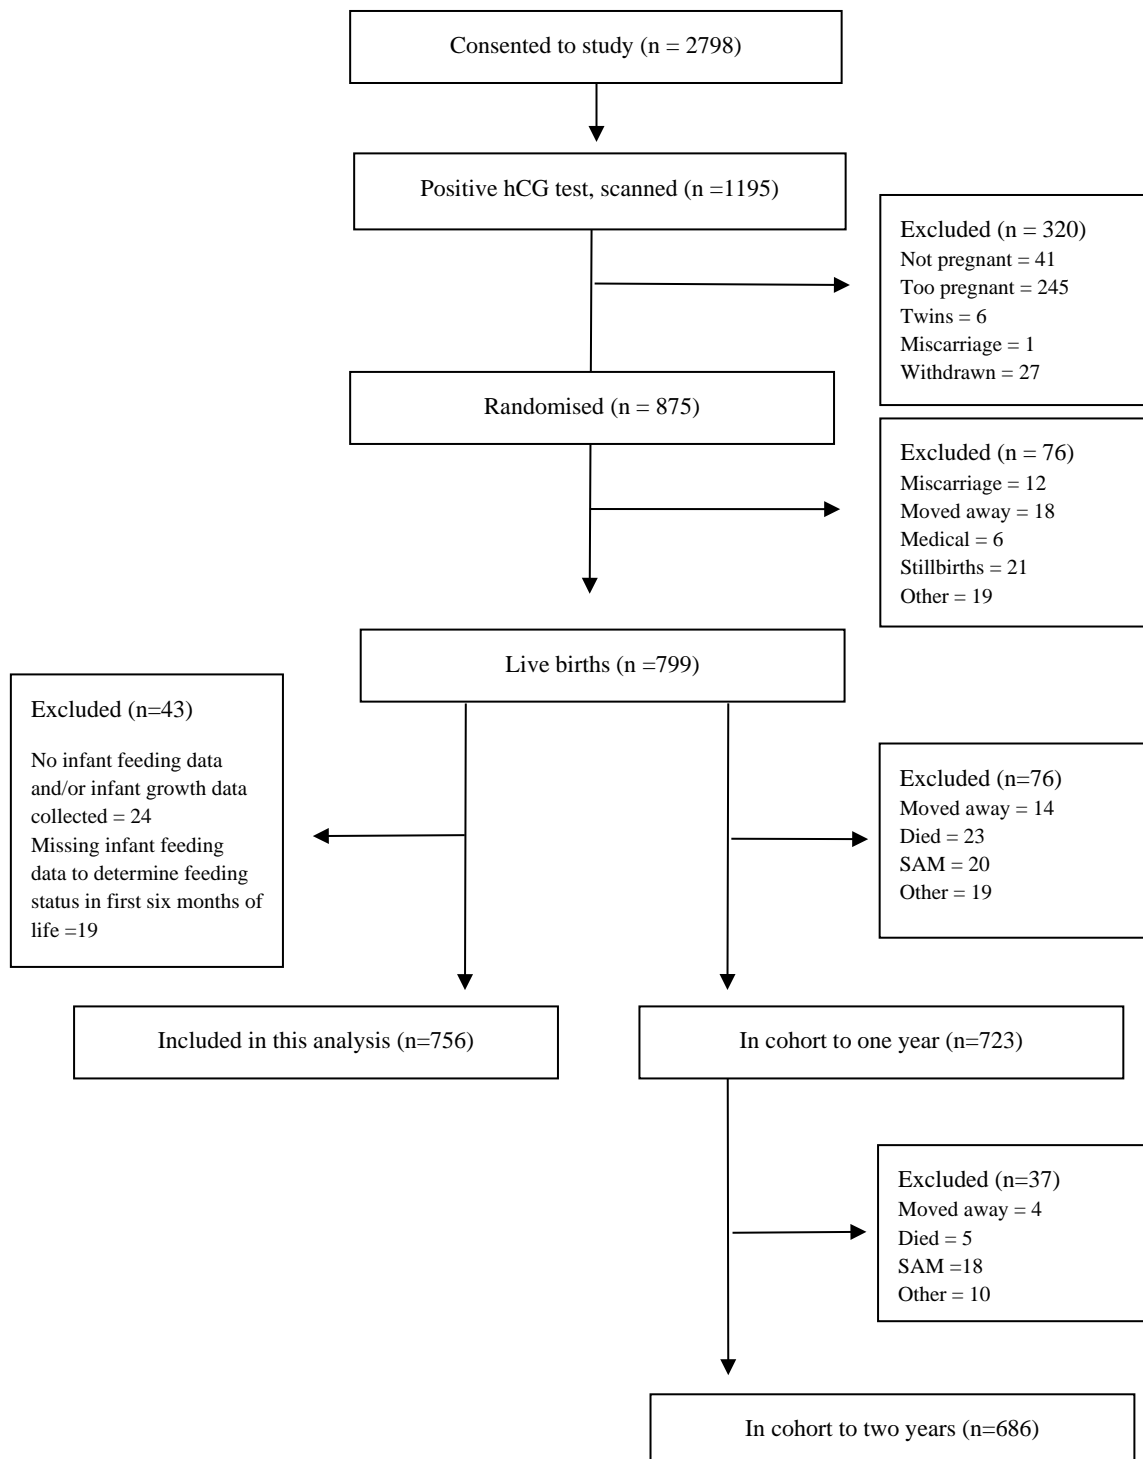 Consented to study (n = 2798)
Positive hCG test, scanned (n =1195)
Excluded (n = 320)
Not pregnant = 41
Too pregnant = 245
Twins = 6
Miscarriage = 1
Withdrawn = 27
Randomised (n = 875)
Excluded (n = 76)
Miscarriage = 12
Moved away = 18
Medical = 6
Stillbirths = 21
Other = 19
Live births (n =799)
Excluded (n=43)
No infant feeding data
and/or infant growth data
collected = 24
Missing infant feeding
data to determine feeding
status in first six months of
life =19
Excluded (n=76)
Moved away = 14
Died = 23
SAM = 20
Other = 19
Included in this analysis (n=756)
In cohort to one year (n=723)
Excluded (n=37)
Moved away = 4
Died = 5
SAM =18
Other = 10
In cohort to two years (n=686)